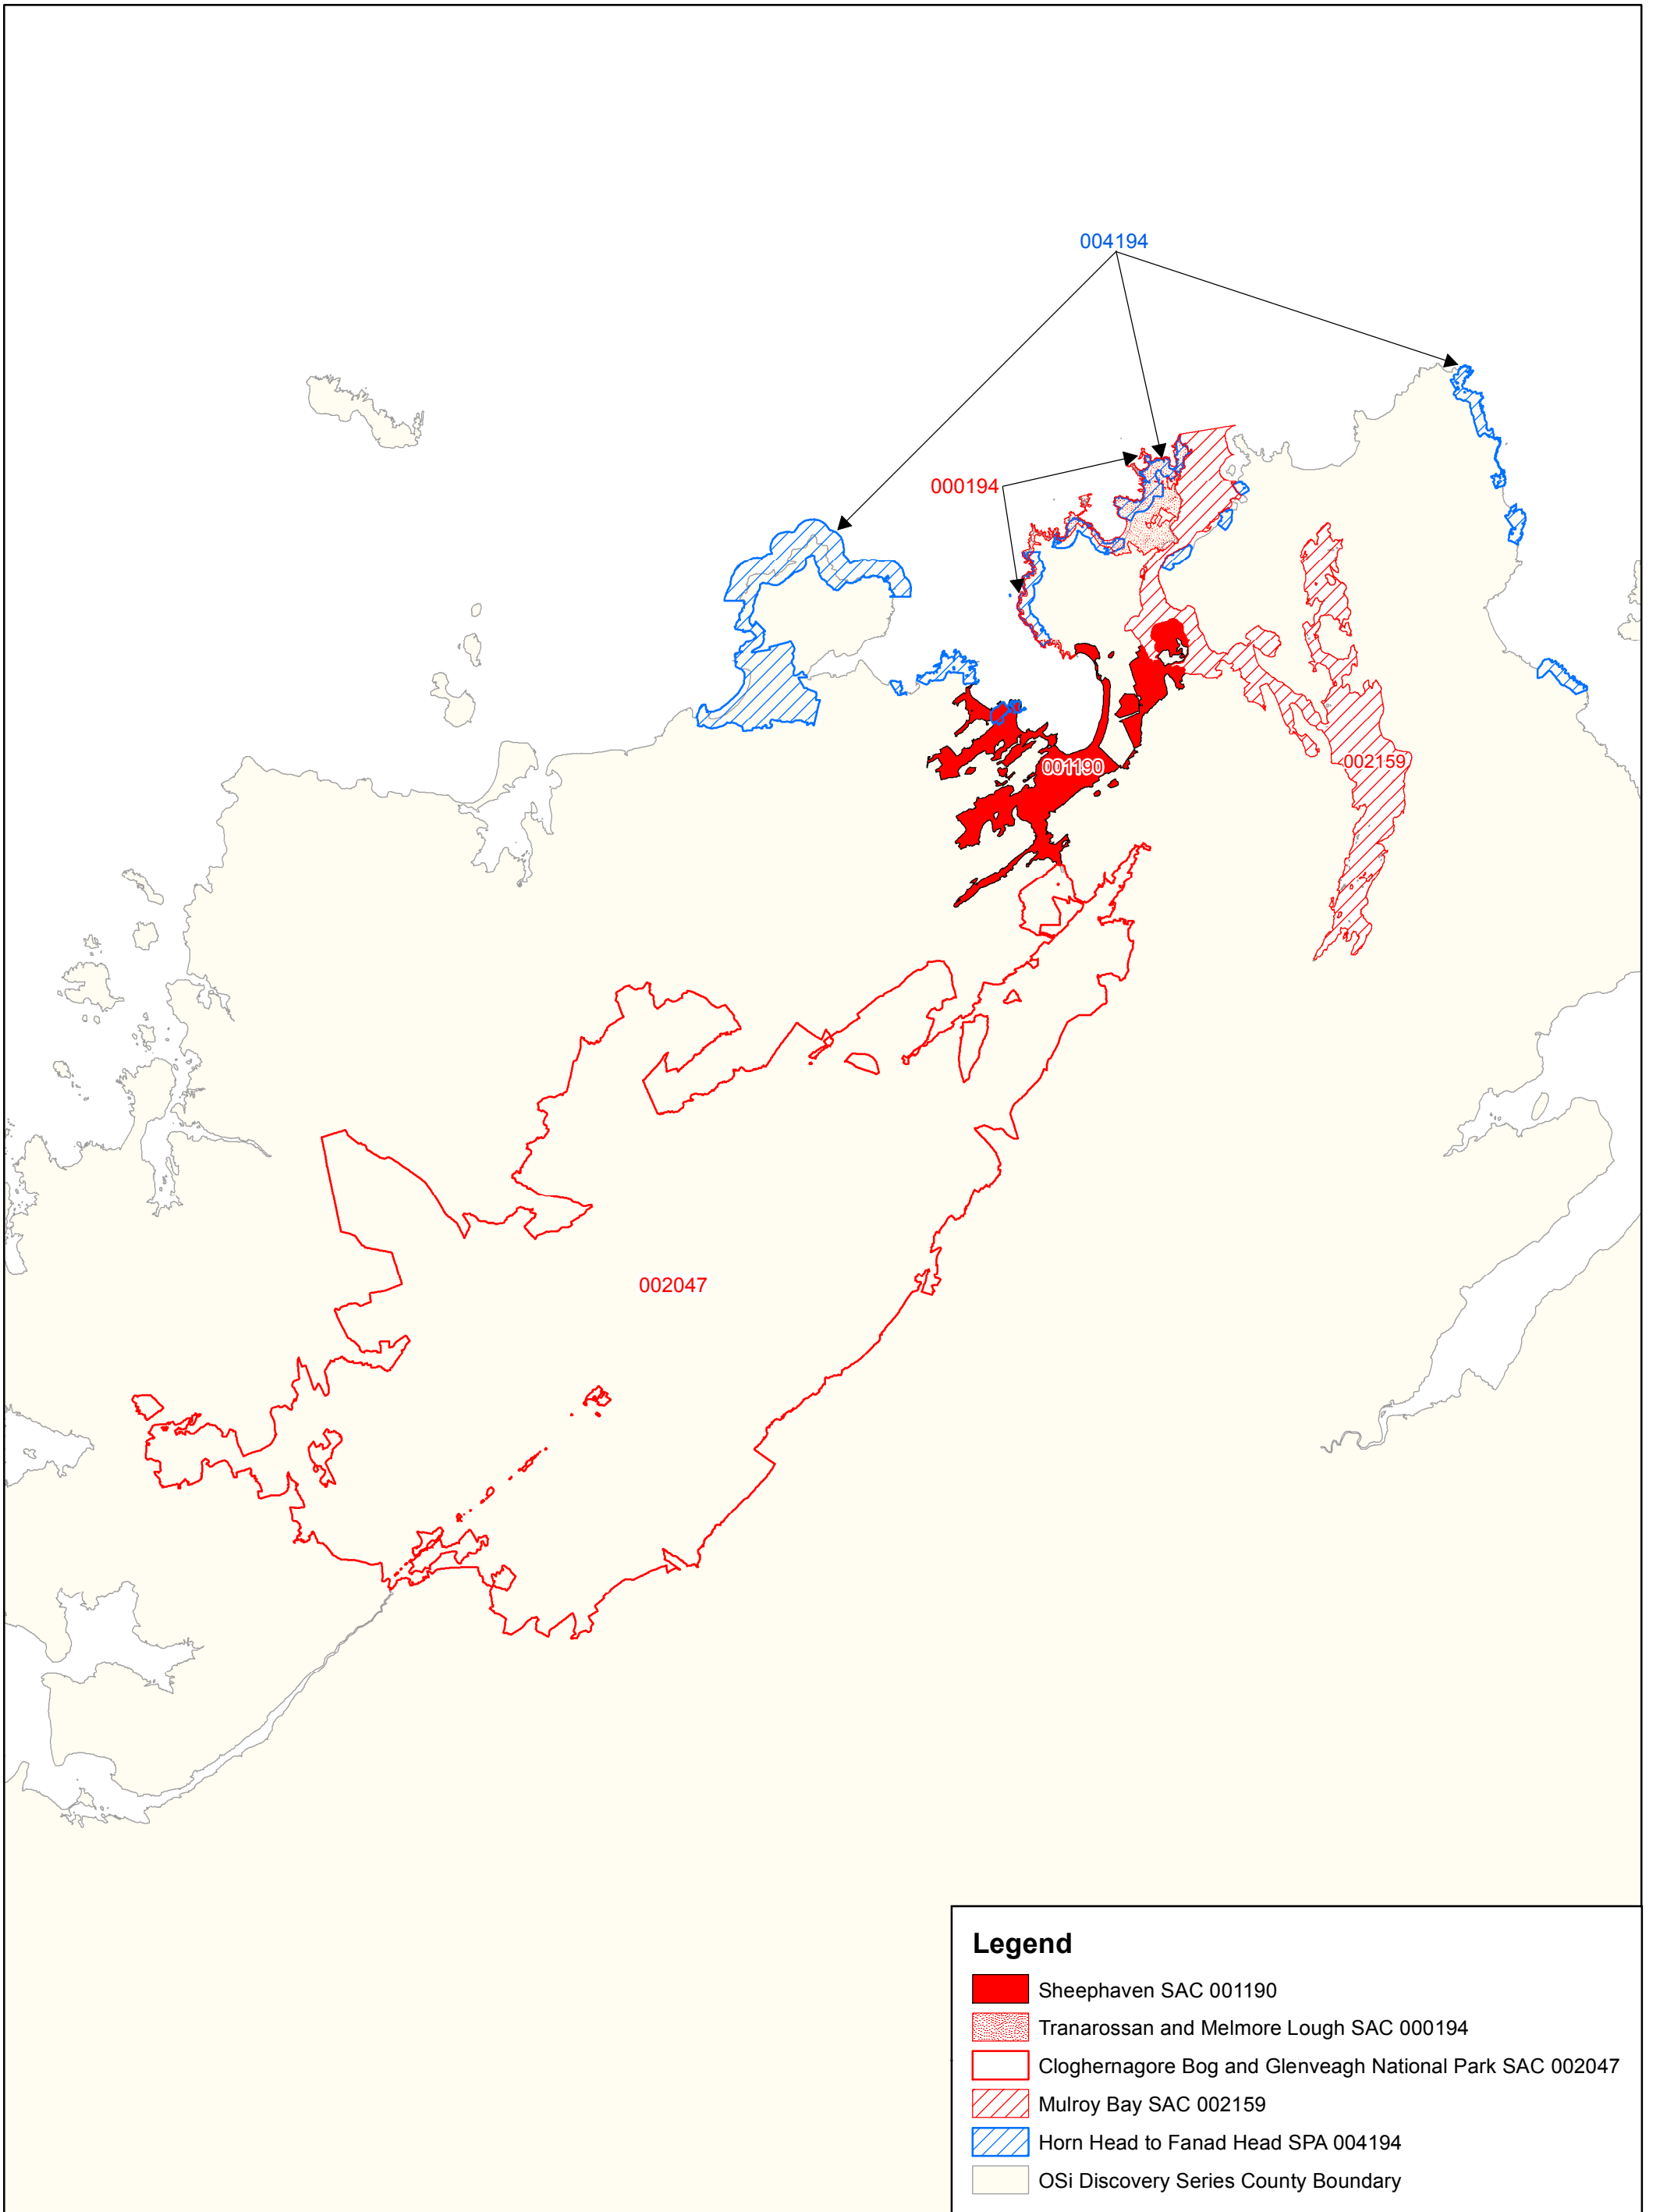 004194
000194
001190
002159
002047
Legend
Sheephaven SAC 001190
Tranarossan and Melmore Lough SAC 000194
Cloghernagore Bog and Glenveagh National Park SAC 002047
Mulroy Bay SAC 002159
Horn Head to Fanad Head SPA 004194
OSi Discovery Series County Boundary